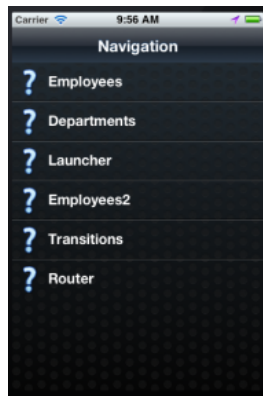 Carrier 9:56 AM
Navigation
? Employees
? Departments
? Launcher
? Employees2
? Transitions
? Router